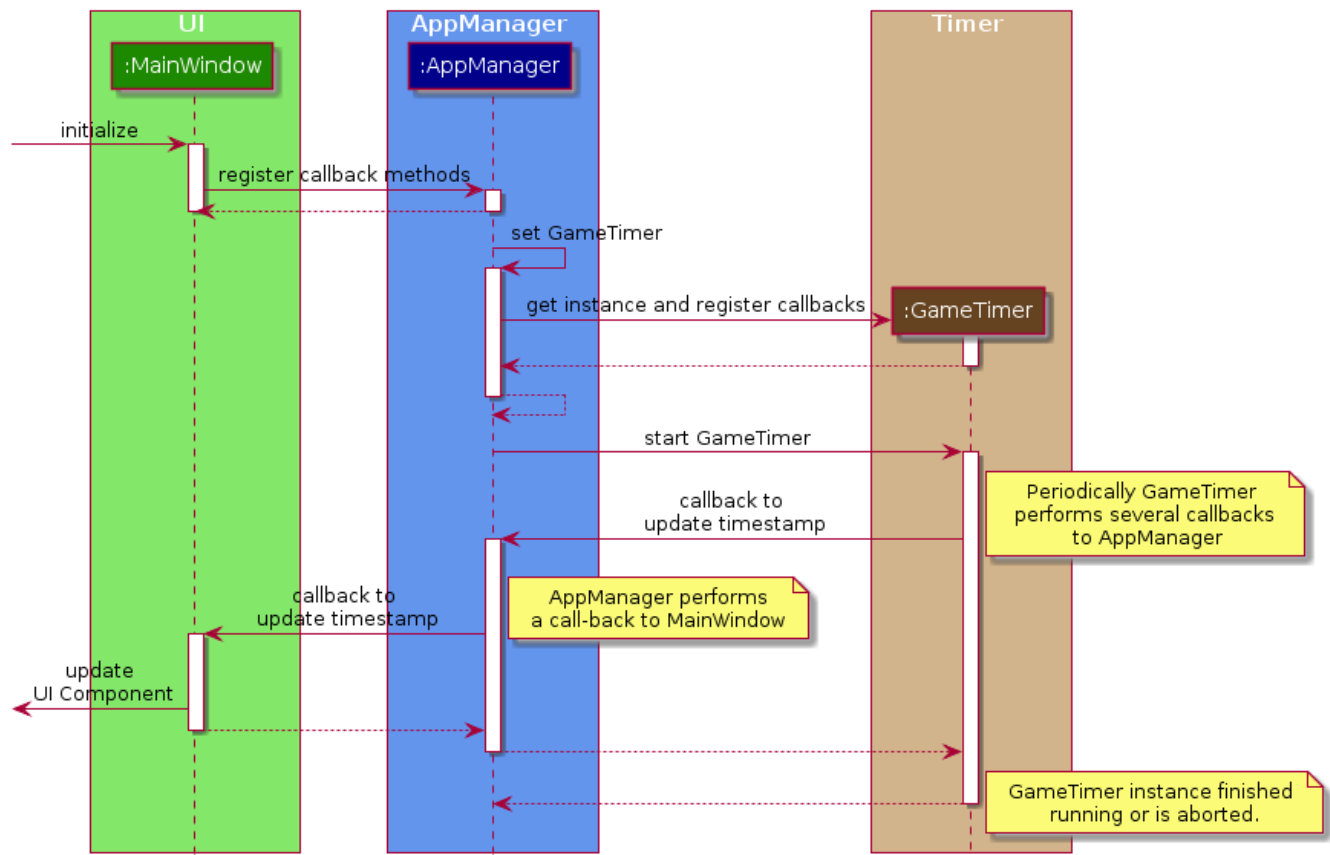 UI
AppManager
Timer
:MainWindow
:AppManager
initialize
register callback methods
set GameTimer
get instance and register callbacks
:GameTimer
start GameTimer
Periodically GameTimer
performs several callbacks
to AppManager
callback to
update timestamp
AppManager performs
a call-back to MainWindow
callback to
update timestamp
update
UI Component
GameTimer instance finished
running or is aborted.